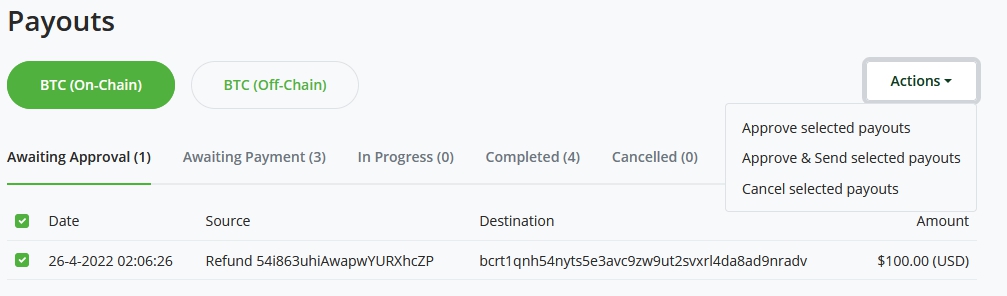 Payouts
BTC (On-Chain)
BTC (Off-Chain)
Actions
Approve selected payouts
Approve & Send selected payouts
Cancel selected payouts
Awaiting Approval (1)
Awaiting Payment (3)
In Progress (0)
Completed (4)
Cancelled (0)
Date Source Destination Amount
26-4-2022 02:06:26 Refund 54i863uhiAwapwYURXhcZP bcrt1qnh54nyts5e3avc9zw9ut2svxrl4da8ad9nradv $100.00 (USD)